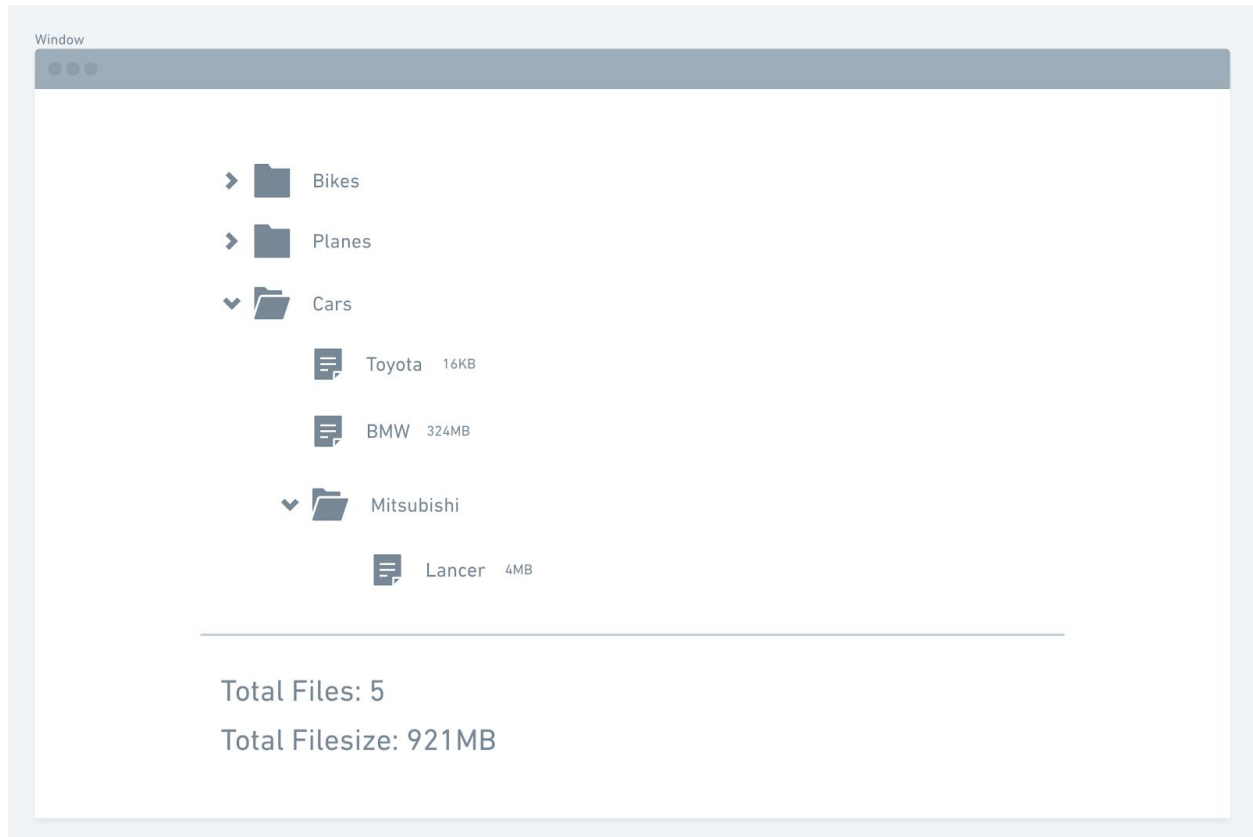 Window
Bikes
Planes
Cars
Toyota 16KB
BMW 324MB
Mitsubishi
Lancer 4MB
Total Files: 5
Total Filesize: 921MB